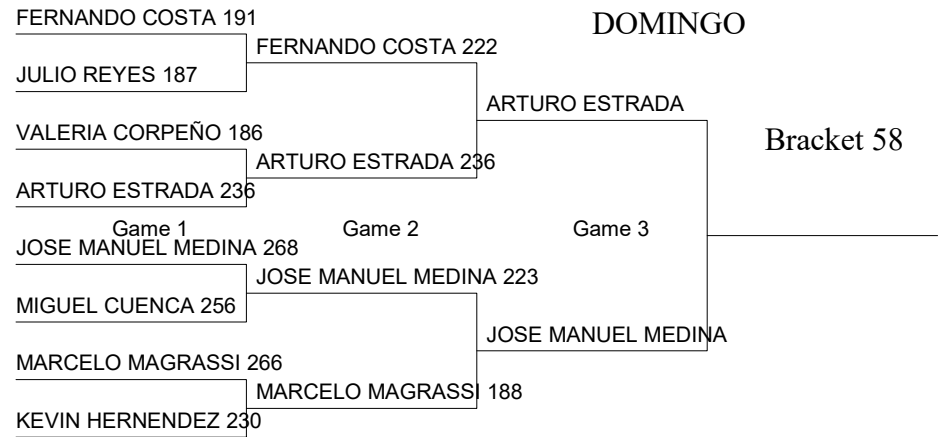 FERNANDO COSTA 191
DOMINGO
FERNANDO COSTA 222
JULIO REYES 187
ARTURO ESTRADA
VALERIA CORPEÑO 186
Bracket 58
ARTURO ESTRADA 236
ARTURO ESTRADA 236
Game 1
Game 2
Game 3
JOSE MANUEL MEDINA 268
JOSE MANUEL MEDINA 223
MIGUEL CUENCA 256
JOSE MANUEL MEDINA
MARCELO MAGRASSI 266
MARCELO MAGRASSI 188
KEVIN HERNENDEZ 230